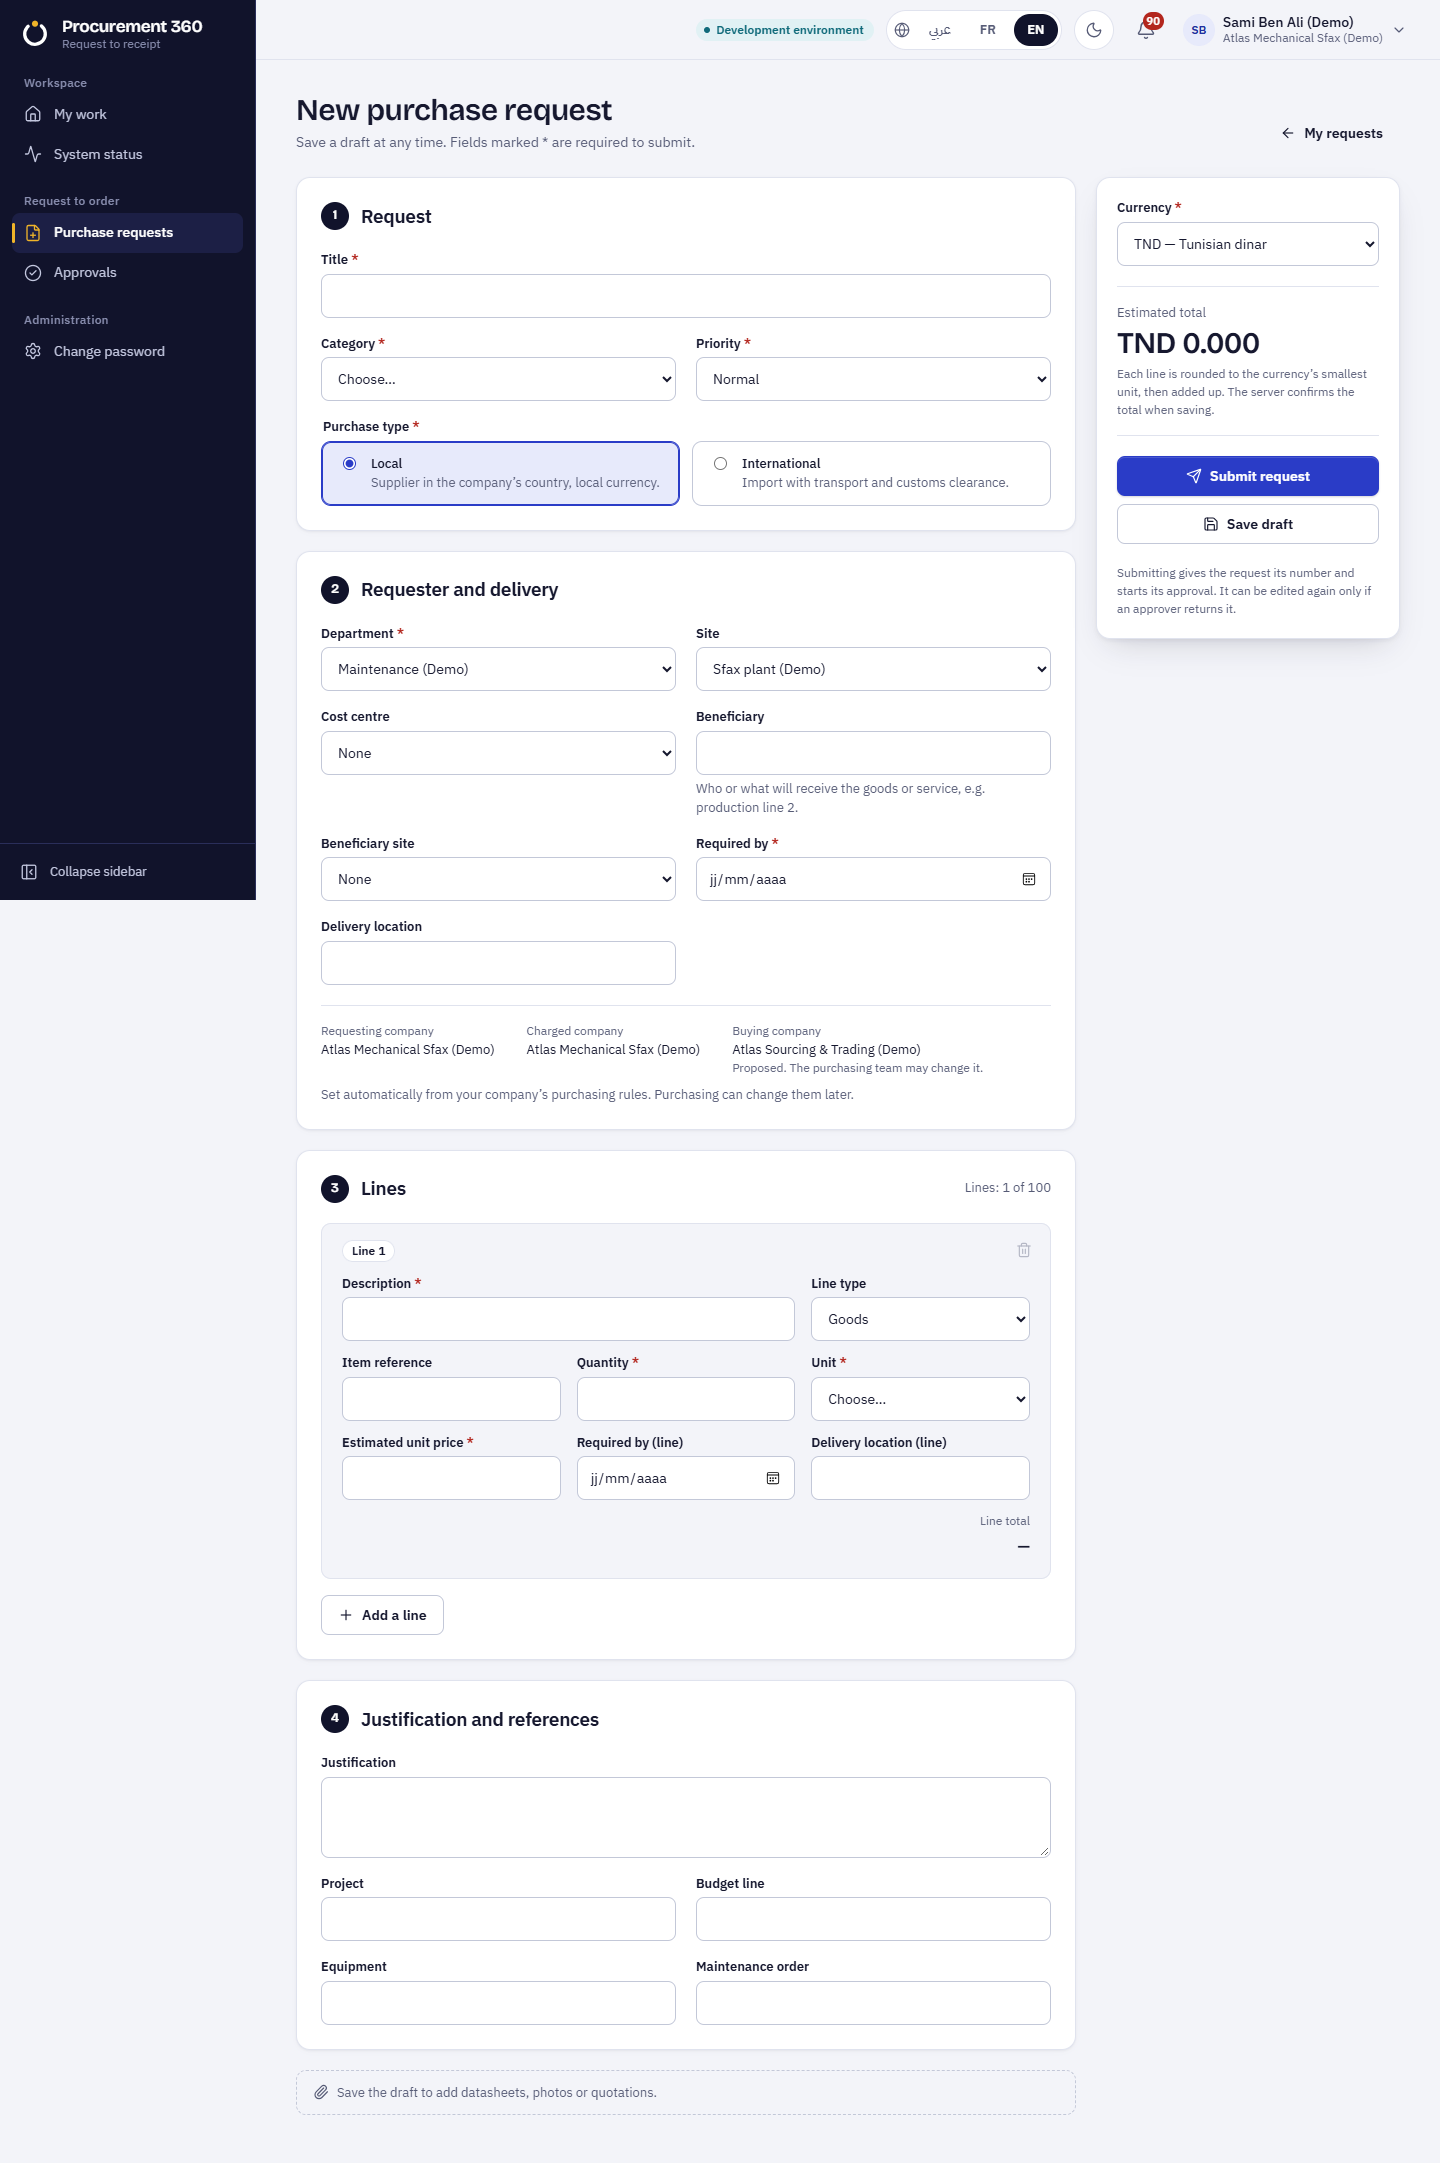 Procurement 360
Request to receipt
Workspace
My work
System status
Request to order
Purchase requests
Approvals
Administration
Change password
Collapse sidebar
Development environment
عربي
FR
EN
90
SB
Sami Ben Ali (Demo)
Atlas Mechanical Sfax (Demo)
New purchase request
Save a draft at any time. Fields marked * are required to submit.
My requests
1
Request
Title *
Category *
Priority *
Choose...
Normal
Purchase type *
Local
Supplier in the company’s country, local currency.
International
Import with transport and customs clearance.
Currency *
TND — Tunisian dinar
Estimated total
TND 0.000
Each line is rounded to the currency’s smallest
unit, then added up. The server confirms the
total when saving.
Submit request
Save draft
Submitting gives the request its number and
starts its approval. It can be edited again only if
an approver returns it.
2
Requester and delivery
Department *
Site
Maintenance (Demo)
Sfax plant (Demo)
Cost centre
Beneficiary
None
Who or what will receive the goods or service, e.g.
production line 2.
Beneficiary site
Required by *
None
jj/mm/aaaa
Delivery location
Requesting company
Atlas Mechanical Sfax (Demo)
Charged company
Atlas Mechanical Sfax (Demo)
Buying company
Atlas Sourcing & Trading (Demo)
Proposed. The purchasing team may change it.
Set automatically from your company’s purchasing rules. Purchasing can change them later.
3
Lines
Lines: 1 of 100
Line 1
Description *
Line type
Goods
Item reference
Quantity *
Unit *
Choose...
Estimated unit price *
Required by (line)
Delivery location (line)
jj/mm/aaaa
Line total
—
Add a line
4
Justification and references
Justification
Project
Budget line
Equipment
Maintenance order
Save the draft to add datasheets, photos or quotations.